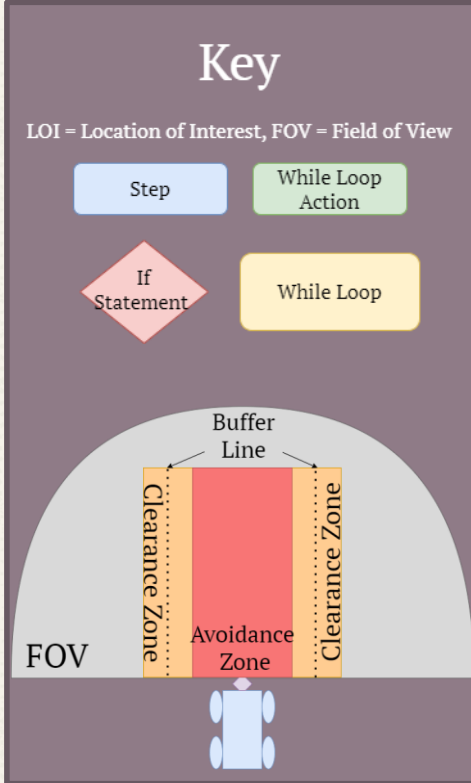 Key
LOI = Location of Interest, FOV = Field of View
Step
While Loop
Action
If
Statement
While Loop
Buffer
Line
Clearance Zone
Clearance Zone
Avoidance
Zone
FOV